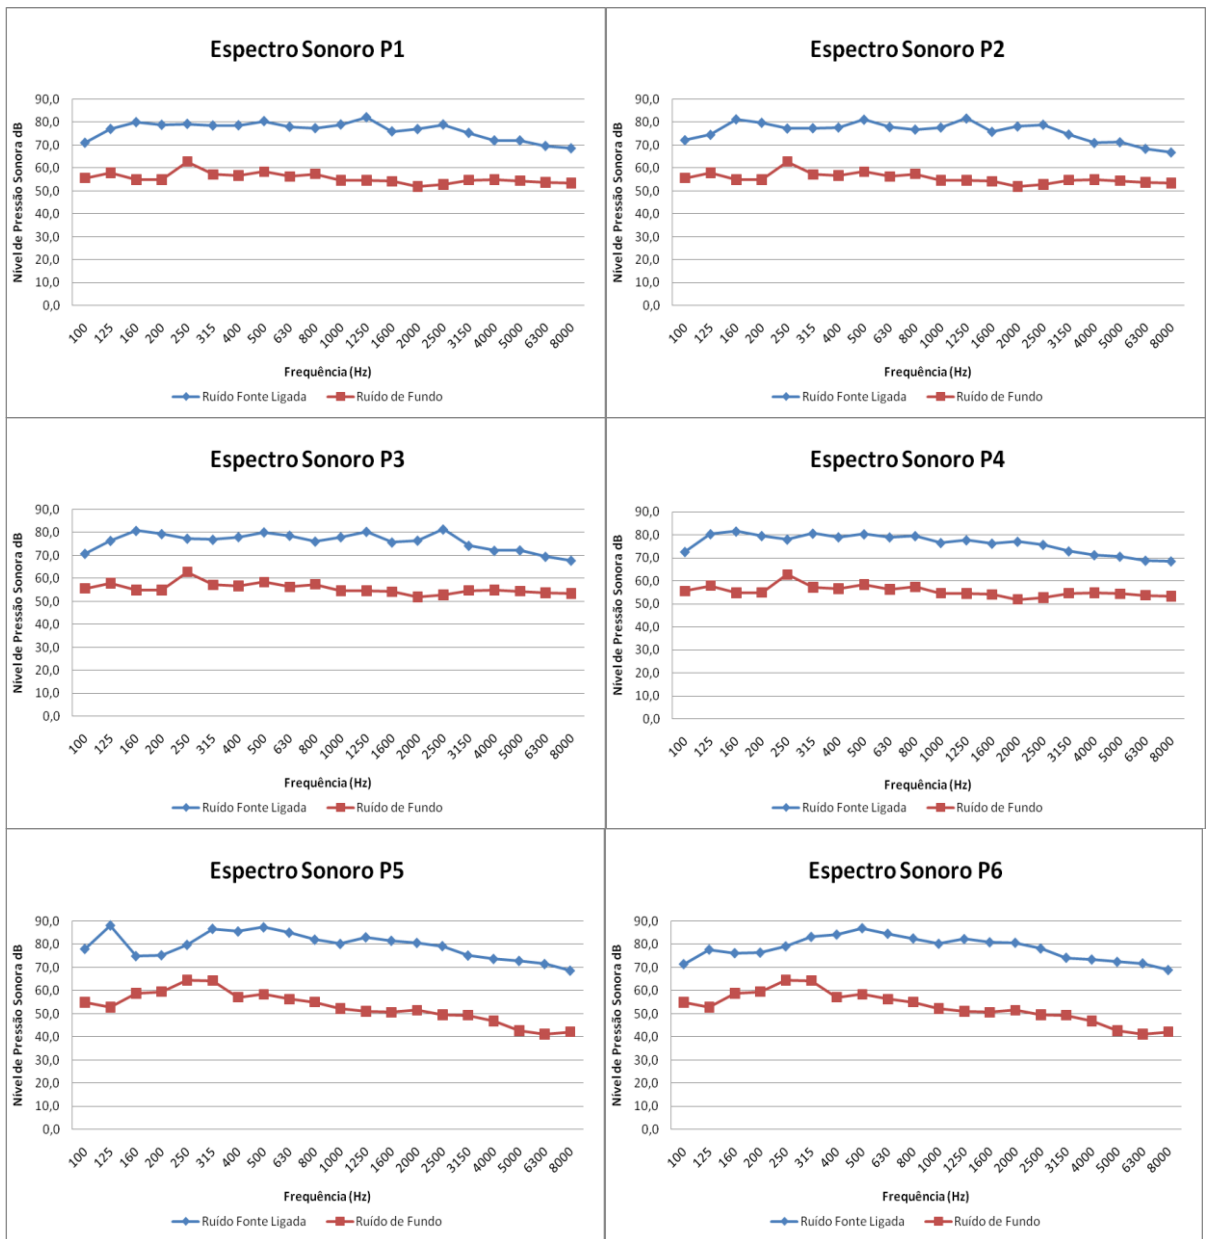 Espectro Sonoro P1
Nível de Pressão Sonora dB
90,0
80,0
70,0
60,0
50,0
40,0
30,0
20,0
10,0
0,0
100 125 160 200 250 315 400 500 630 800 1000 1250 1600 2000 2500 3150 4000 5000 6300 8000
Frequência (Hz)
Ruído Fonte Ligada Ruído de Fundo
Espectro Sonoro P2
Nível de Pressão Sonora dB
90,0
80,0
70,0
60,0
50,0
40,0
30,0
20,0
10,0
0,0
100 125 160 200 250 315 400 500 630 800 1000 1250 1600 2000 2500 3150 4000 5000 6300 8000
Frequência (Hz)
Ruído Fonte Ligada Ruído de Fundo
Espectro Sonoro P3
Nível de Pressão Sonora dB
90,0
80,0
70,0
60,0
50,0
40,0
30,0
20,0
10,0
0,0
100 125 160 200 250 315 400 500 630 800 1000 1250 1600 2000 2500 3150 4000 5000 6300 8000
Frequência (Hz)
Ruído Fonte Ligada Ruído de Fundo
Espectro Sonoro P4
Nível de Pressão Sonora dB
90,0
80,0
70,0
60,0
50,0
40,0
30,0
20,0
10,0
0,0
100 125 160 200 250 315 400 500 630 800 1000 1250 1600 2000 2500 3150 4000 5000 6300 8000
Frequência (Hz)
Ruído Fonte Ligada Ruído de Fundo
Espectro Sonoro P5
Nível de Pressão Sonora dB
90,0
80,0
70,0
60,0
50,0
40,0
30,0
20,0
10,0
0,0
100 125 160 200 250 315 400 500 630 800 1000 1250 1600 2000 2500 3150 4000 5000 6300 8000
Frequência (Hz)
Ruído Fonte Ligada Ruído de Fundo
Espectro Sonoro P6
Nível de Pressão Sonora dB
90,0
80,0
70,0
60,0
50,0
40,0
30,0
20,0
10,0
0,0
100 125 160 200 250 315 400 500 630 800 1000 1250 1600 2000 2500 3150 4000 5000 6300 8000
Frequência (Hz)
Ruído Fonte Ligada Ruído de Fundo